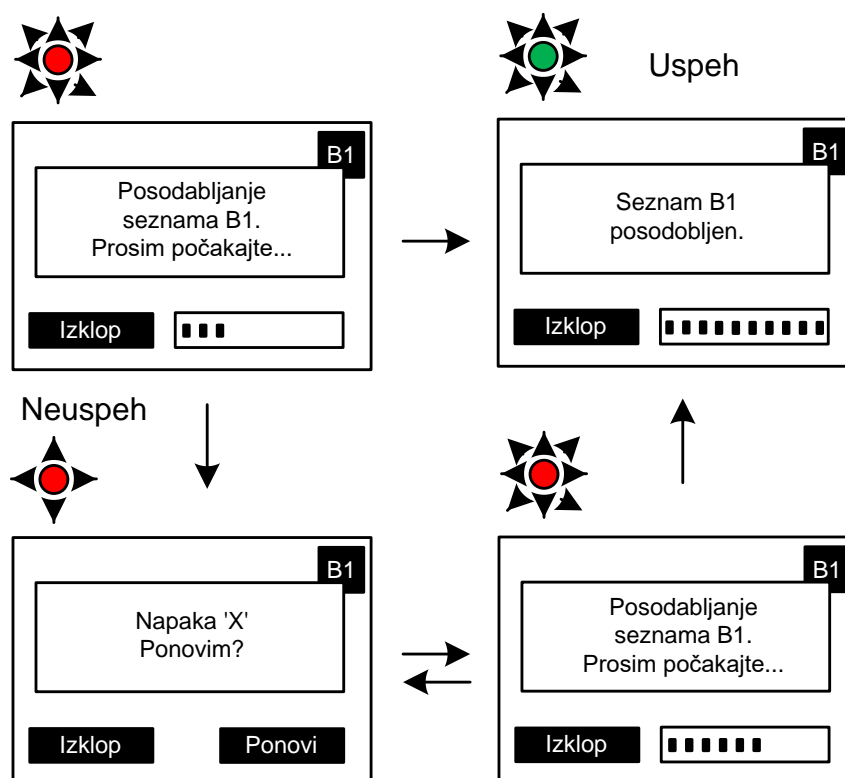 Uspeh
B1
Posodabljanje
seznama B1.
Prosim počakajte...
Izklop
B1
Seznam B1
posodobljen.
Izklop
Neuspeh
B1
Napaka 'X'
Ponovim?
Izklop
Ponovi
B1
Posodabljanje
seznama B1.
Prosim počakajte...
Izklop